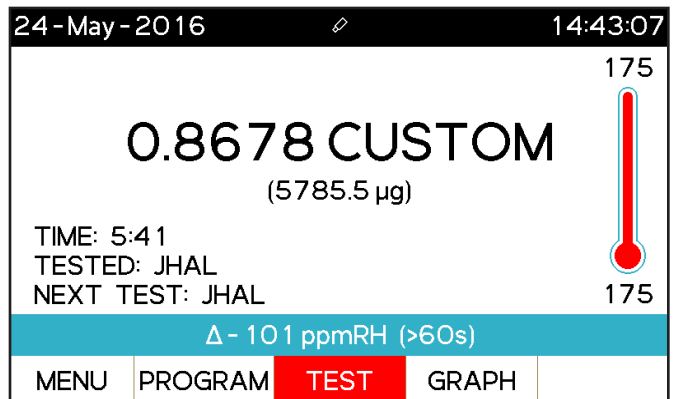 24-May-2016 14:43:07
175
0.8678 CUSTOM
(5785.5 µg)
TIME: 5:41
TESTED: JHAL
NEXT TEST: JHAL
175
Δ - 101 ppmRH (>60s)
MENU PROGRAM TEST GRAPH